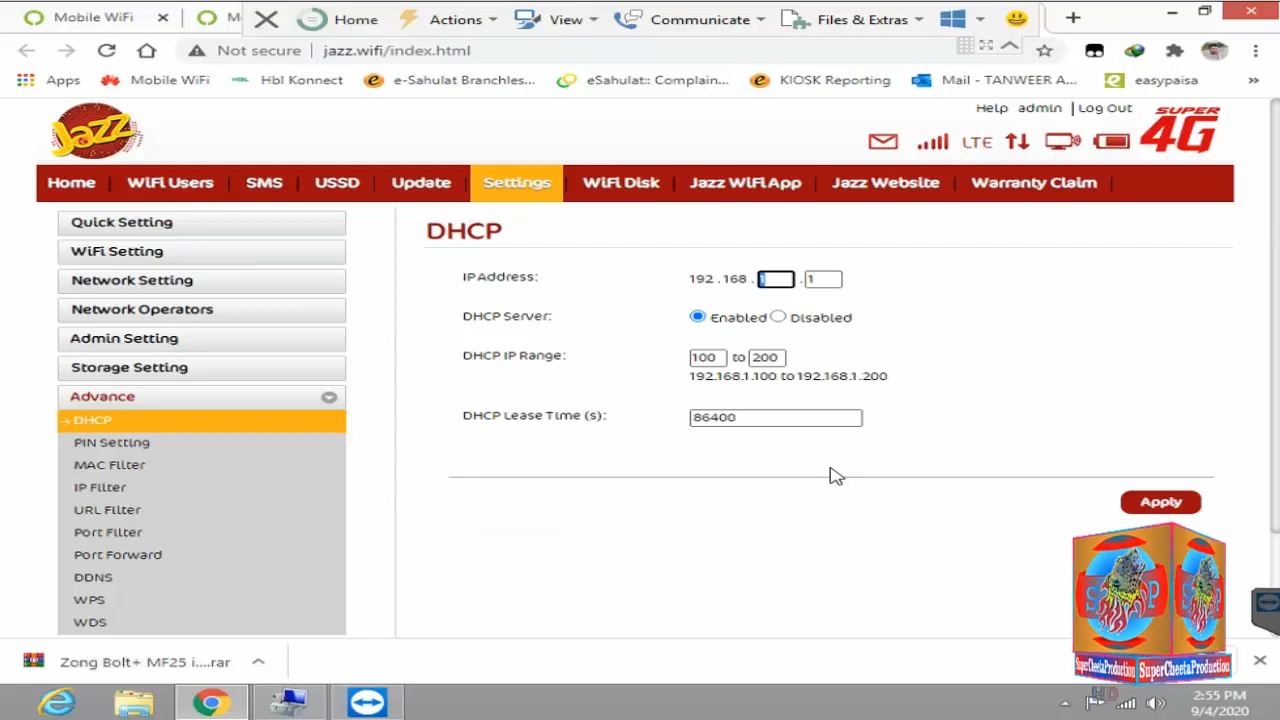 Mobile WiFi
M
Home
Actions
View
Communicate
Files & Extras
Not secure
jazz.wifi/index.html
Apps
Mobile WiFi
HBL
Hbl Konnect
e-Sahulat Branchles...
eSahulat:: Complain...
KIOSK Reporting
Mail - TANWEER A...
easypaisa
»
Help admin | Log Out
Jazz
SUPER
4G
LTE
Home
WiFi Users
SMS
USSD
Update
Settings
WiFi Disk
Jazz WiFi App
Jazz Website
Warranty Claim
Quick Setting
WiFi Setting
Network Setting
Network Operators
Admin Setting
Storage Setting
Advance
DHCP
PIN Setting
MAC Filter
IP Filter
URL Filter
Port Filter
Port Forward
DDNS
WPS
WDS
DHCP
IP Address:
192 . 168 . 1 . 1
DHCP Server:
Enabled Disabled
DHCP IP Range:
100 to 200
192.168.1.100 to 192.168.1.200
DHCP Lease Time (s):
86400
Apply
SuperCheetaProduction
SuperCheetaProduction
HD
Zong Bolt+ MF25 i....rar
2:55 PM
9/4/2020